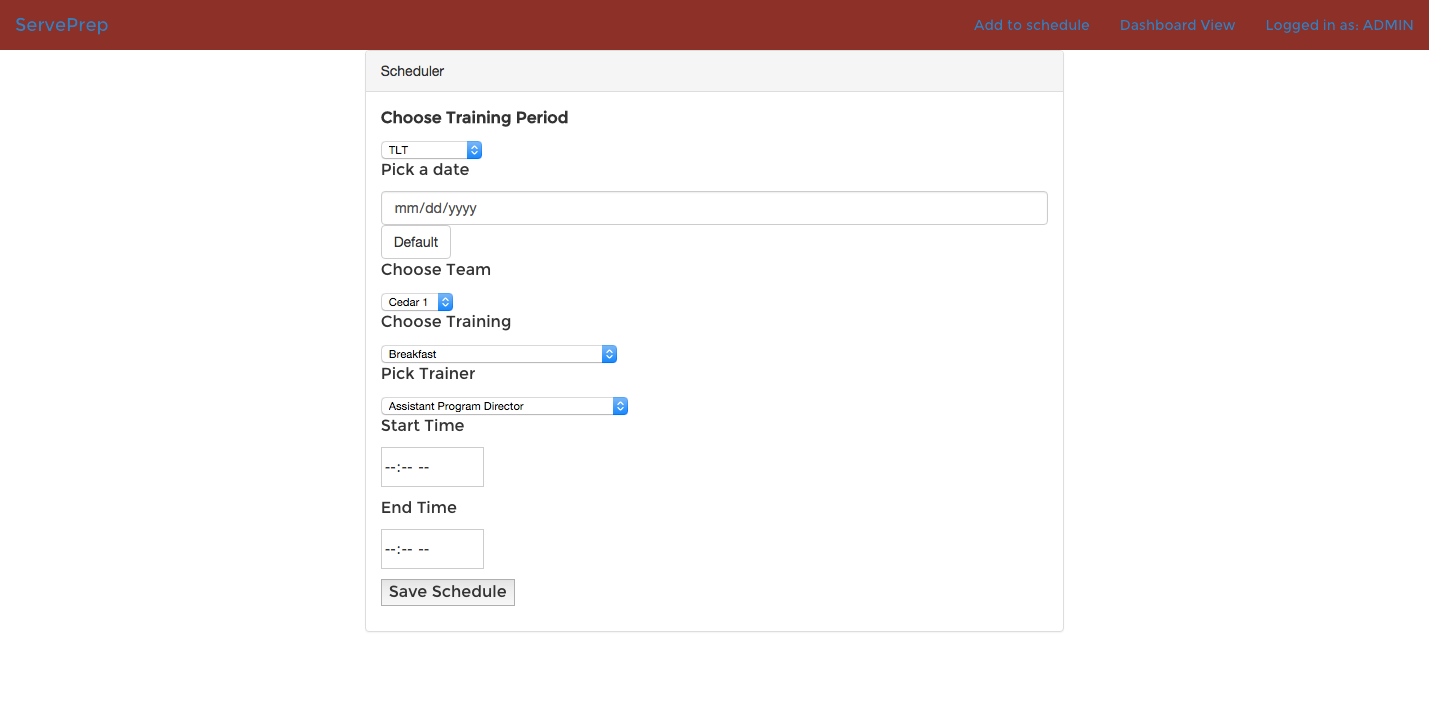 ServePrep Add to schedule Dashboard View Logged in as: ADMIN
Scheduler
Choose Training Period
TLT
Pick a date
mm/dd/yyyy
Default
Choose Team
Cedar 1
Choose Training
Breakfast
Pick Trainer
Assistant Program Director
Start Time
--:-- --
End Time
--:-- --
Save Schedule